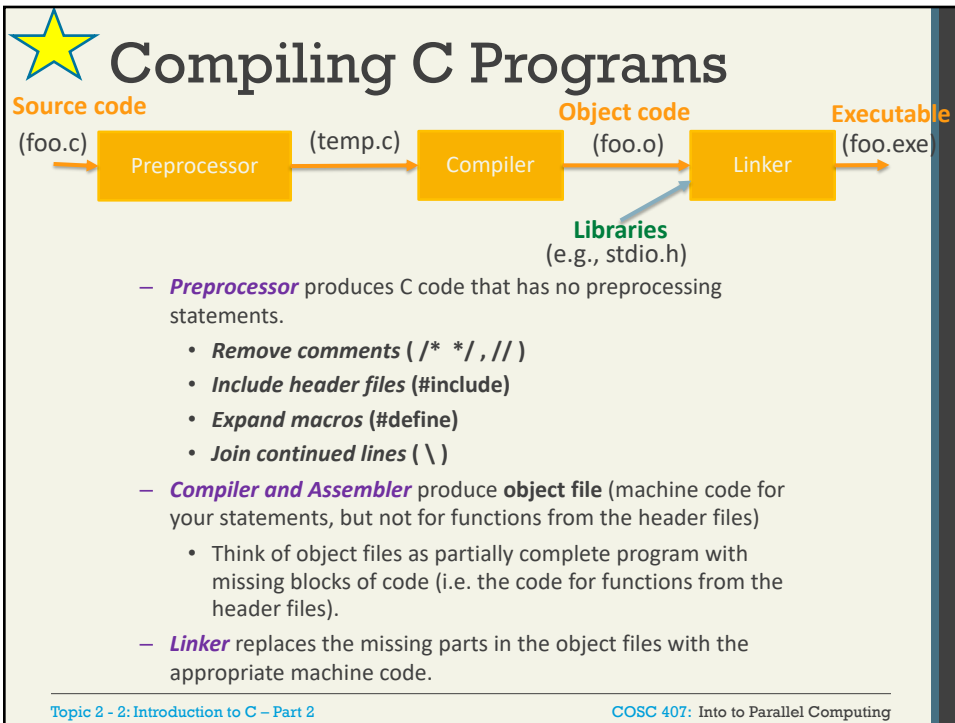 Compiling C Programs
Source code
Object code
Executable
(foo.c)
Preprocessor
(temp.c)
Compiler
(foo.o)
Linker
(foo.exe)
Libraries
(e.g., stdio.h)
– Preprocessor produces C code that has no preprocessing
statements.
• Remove comments ( /* */ , // )
• Include header files (#include)
• Expand macros (#define)
• Join continued lines ( \ )
– Compiler and Assembler produce object file (machine code for
your statements, but not for functions from the header files)
• Think of object files as partially complete program with
missing blocks of code (i.e. the code for functions from the
header files).
– Linker replaces the missing parts in the object files with the
appropriate machine code.
Topic 2 - 2: Introduction to C – Part 2
COSC 407: Into to Parallel Computing